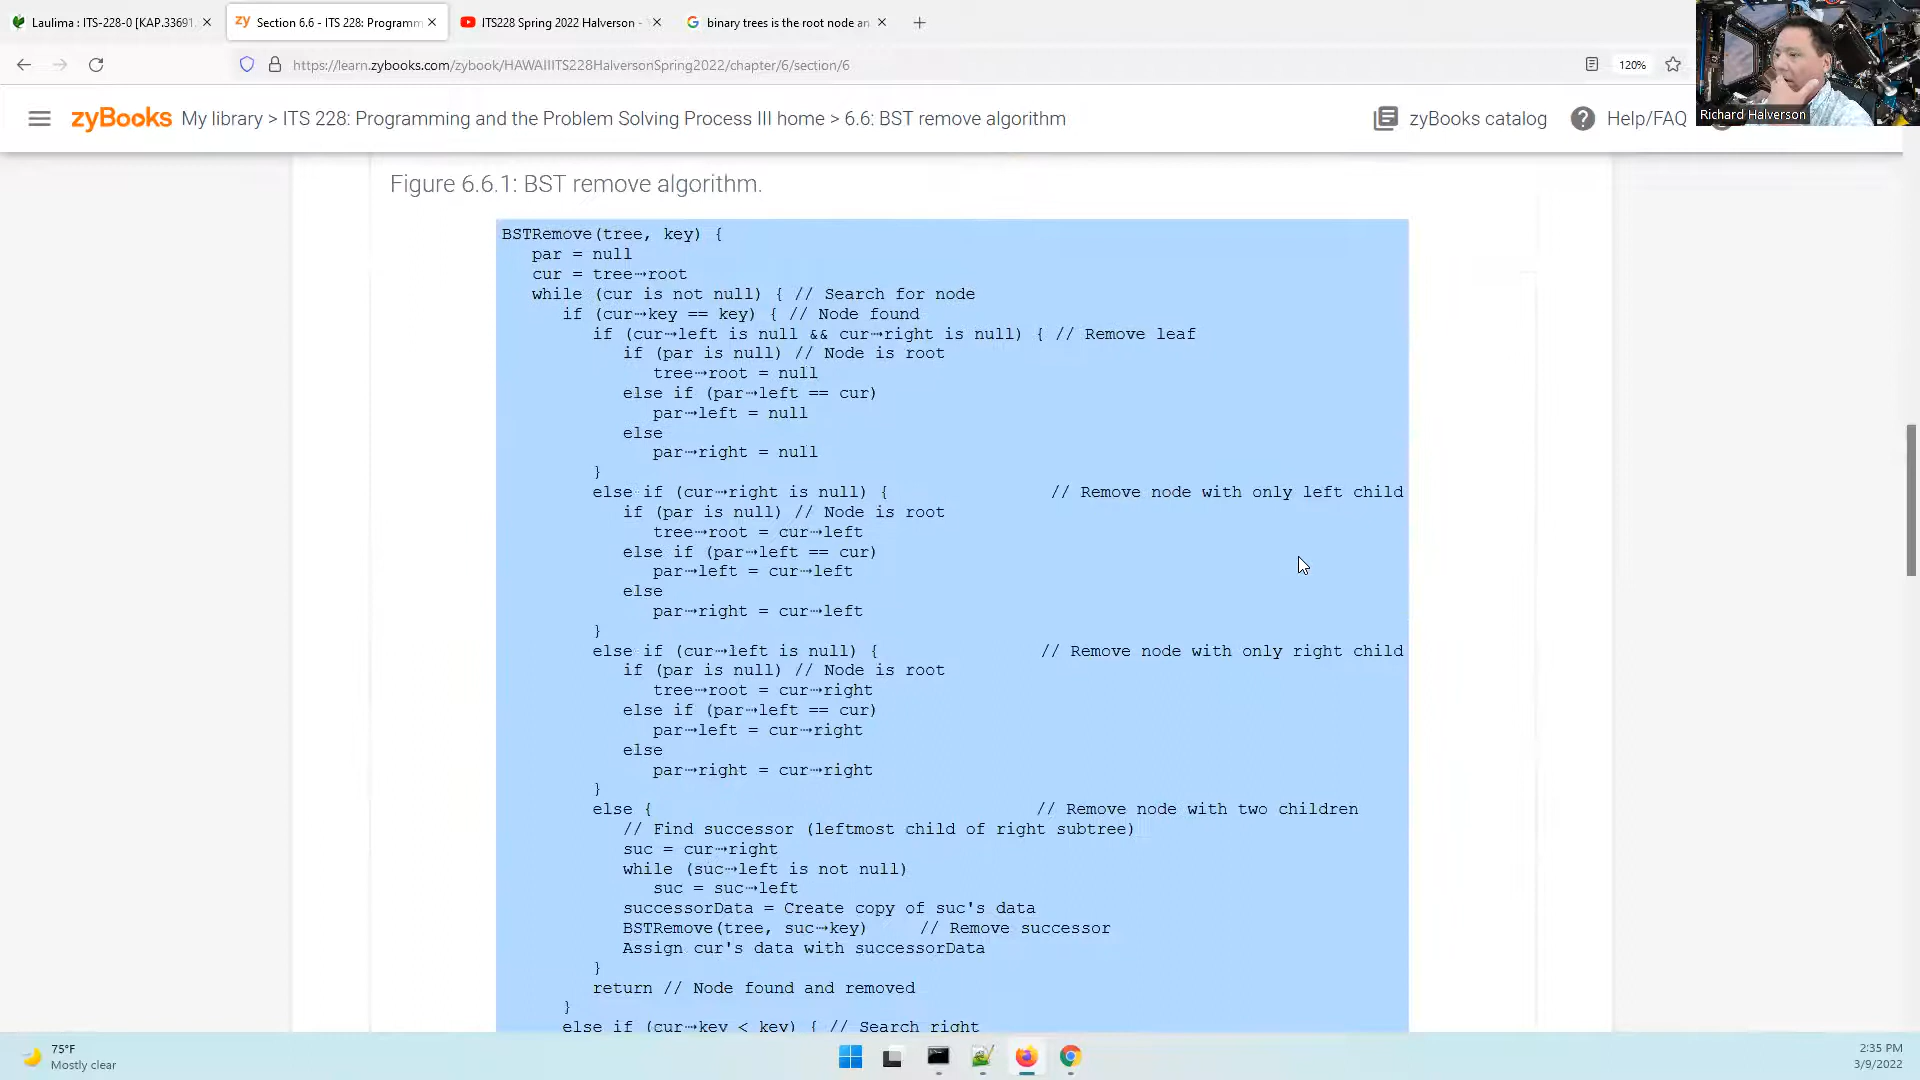 Laulima : ITS-228-0 [KAP.33691
Section 6.6 - ITS 228: Programm
ITS228 Spring 2022 Halverson -
binary trees is the root node an
https://learn.zybooks.com/zybook/HAWAIIITS228HalversonSpring2022/chapter/6/section/6
120%
Richard Halverson
zyBooks My library > ITS 228: Programming and the Problem Solving Process III home > 6.6: BST remove algorithm
zyBooks catalog
Help/FAQ
Figure 6.6.1: BST remove algorithm.
BSTRemove(tree, key) {
par = null
cur = tree⇢root
while (cur is not null) { // Search for node
if (cur⇢key == key) { // Node found
if (cur⇢left is null && cur⇢right is null) { // Remove leaf
if (par is null) // Node is root
tree⇢root = null
else if (par⇢left == cur)
par⇢left = null
else
par⇢right = null
}
else if (cur⇢right is null) { // Remove node with only left child
if (par is null) // Node is root
tree⇢root = cur⇢left
else if (par⇢left == cur)
par⇢left = cur⇢left
else
par⇢right = cur⇢left
}
else if (cur⇢left is null) { // Remove node with only right child
if (par is null) // Node is root
tree⇢root = cur⇢right
else if (par⇢left == cur)
par⇢left = cur⇢right
else
par⇢right = cur⇢right
}
else { // Remove node with two children
// Find successor (leftmost child of right subtree)
suc = cur⇢right
while (suc⇢left is not null)
suc = suc⇢left
successorData = Create copy of suc's data
BSTRemove(tree, suc⇢key) // Remove successor
Assign cur's data with successorData
}
return // Node found and removed
}
else if (cur⇢key < key) { // Search right
75°F
Mostly clear
2:35 PM
3/9/2022